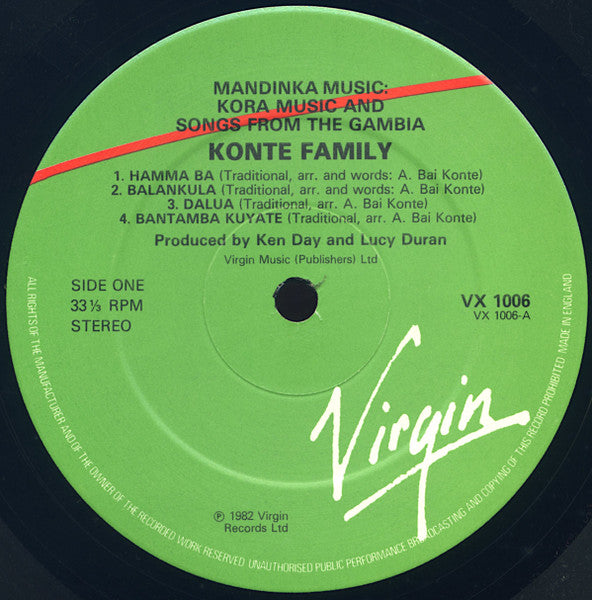 MANDINKA MUSIC:
KORA MUSIC AND
SONGS FROM THE GAMBIA
KONTE FAMILY
1. HAMMA BA (Traditional, arr. and words: A. Bai Konte)
2. BALANKULA (Traditional, arr. and words: A. Bai Konte)
3. DALUA (Traditional, arr. A. Bai Konte)
4. BANTAMBA KUYATE (Traditional, arr. A. Bai Konte)
Produced by Ken Day and Lucy Duran
Virgin Music (Publishers) Ltd
SIDE ONE
33⅓ RPM
STEREO
VX 1006
VX 1006-A
Virgin
℗ 1982 Virgin
Records Ltd
ALL RIGHTS OF THE MANUFACTURER AND OF THE OWNER OF THE RECORDED WORK RESERVED. UNAUTHORISED PUBLIC PERFORMANCE BROADCASTING AND COPYING OF THIS RECORD PROHIBITED. MADE IN ENGLAND